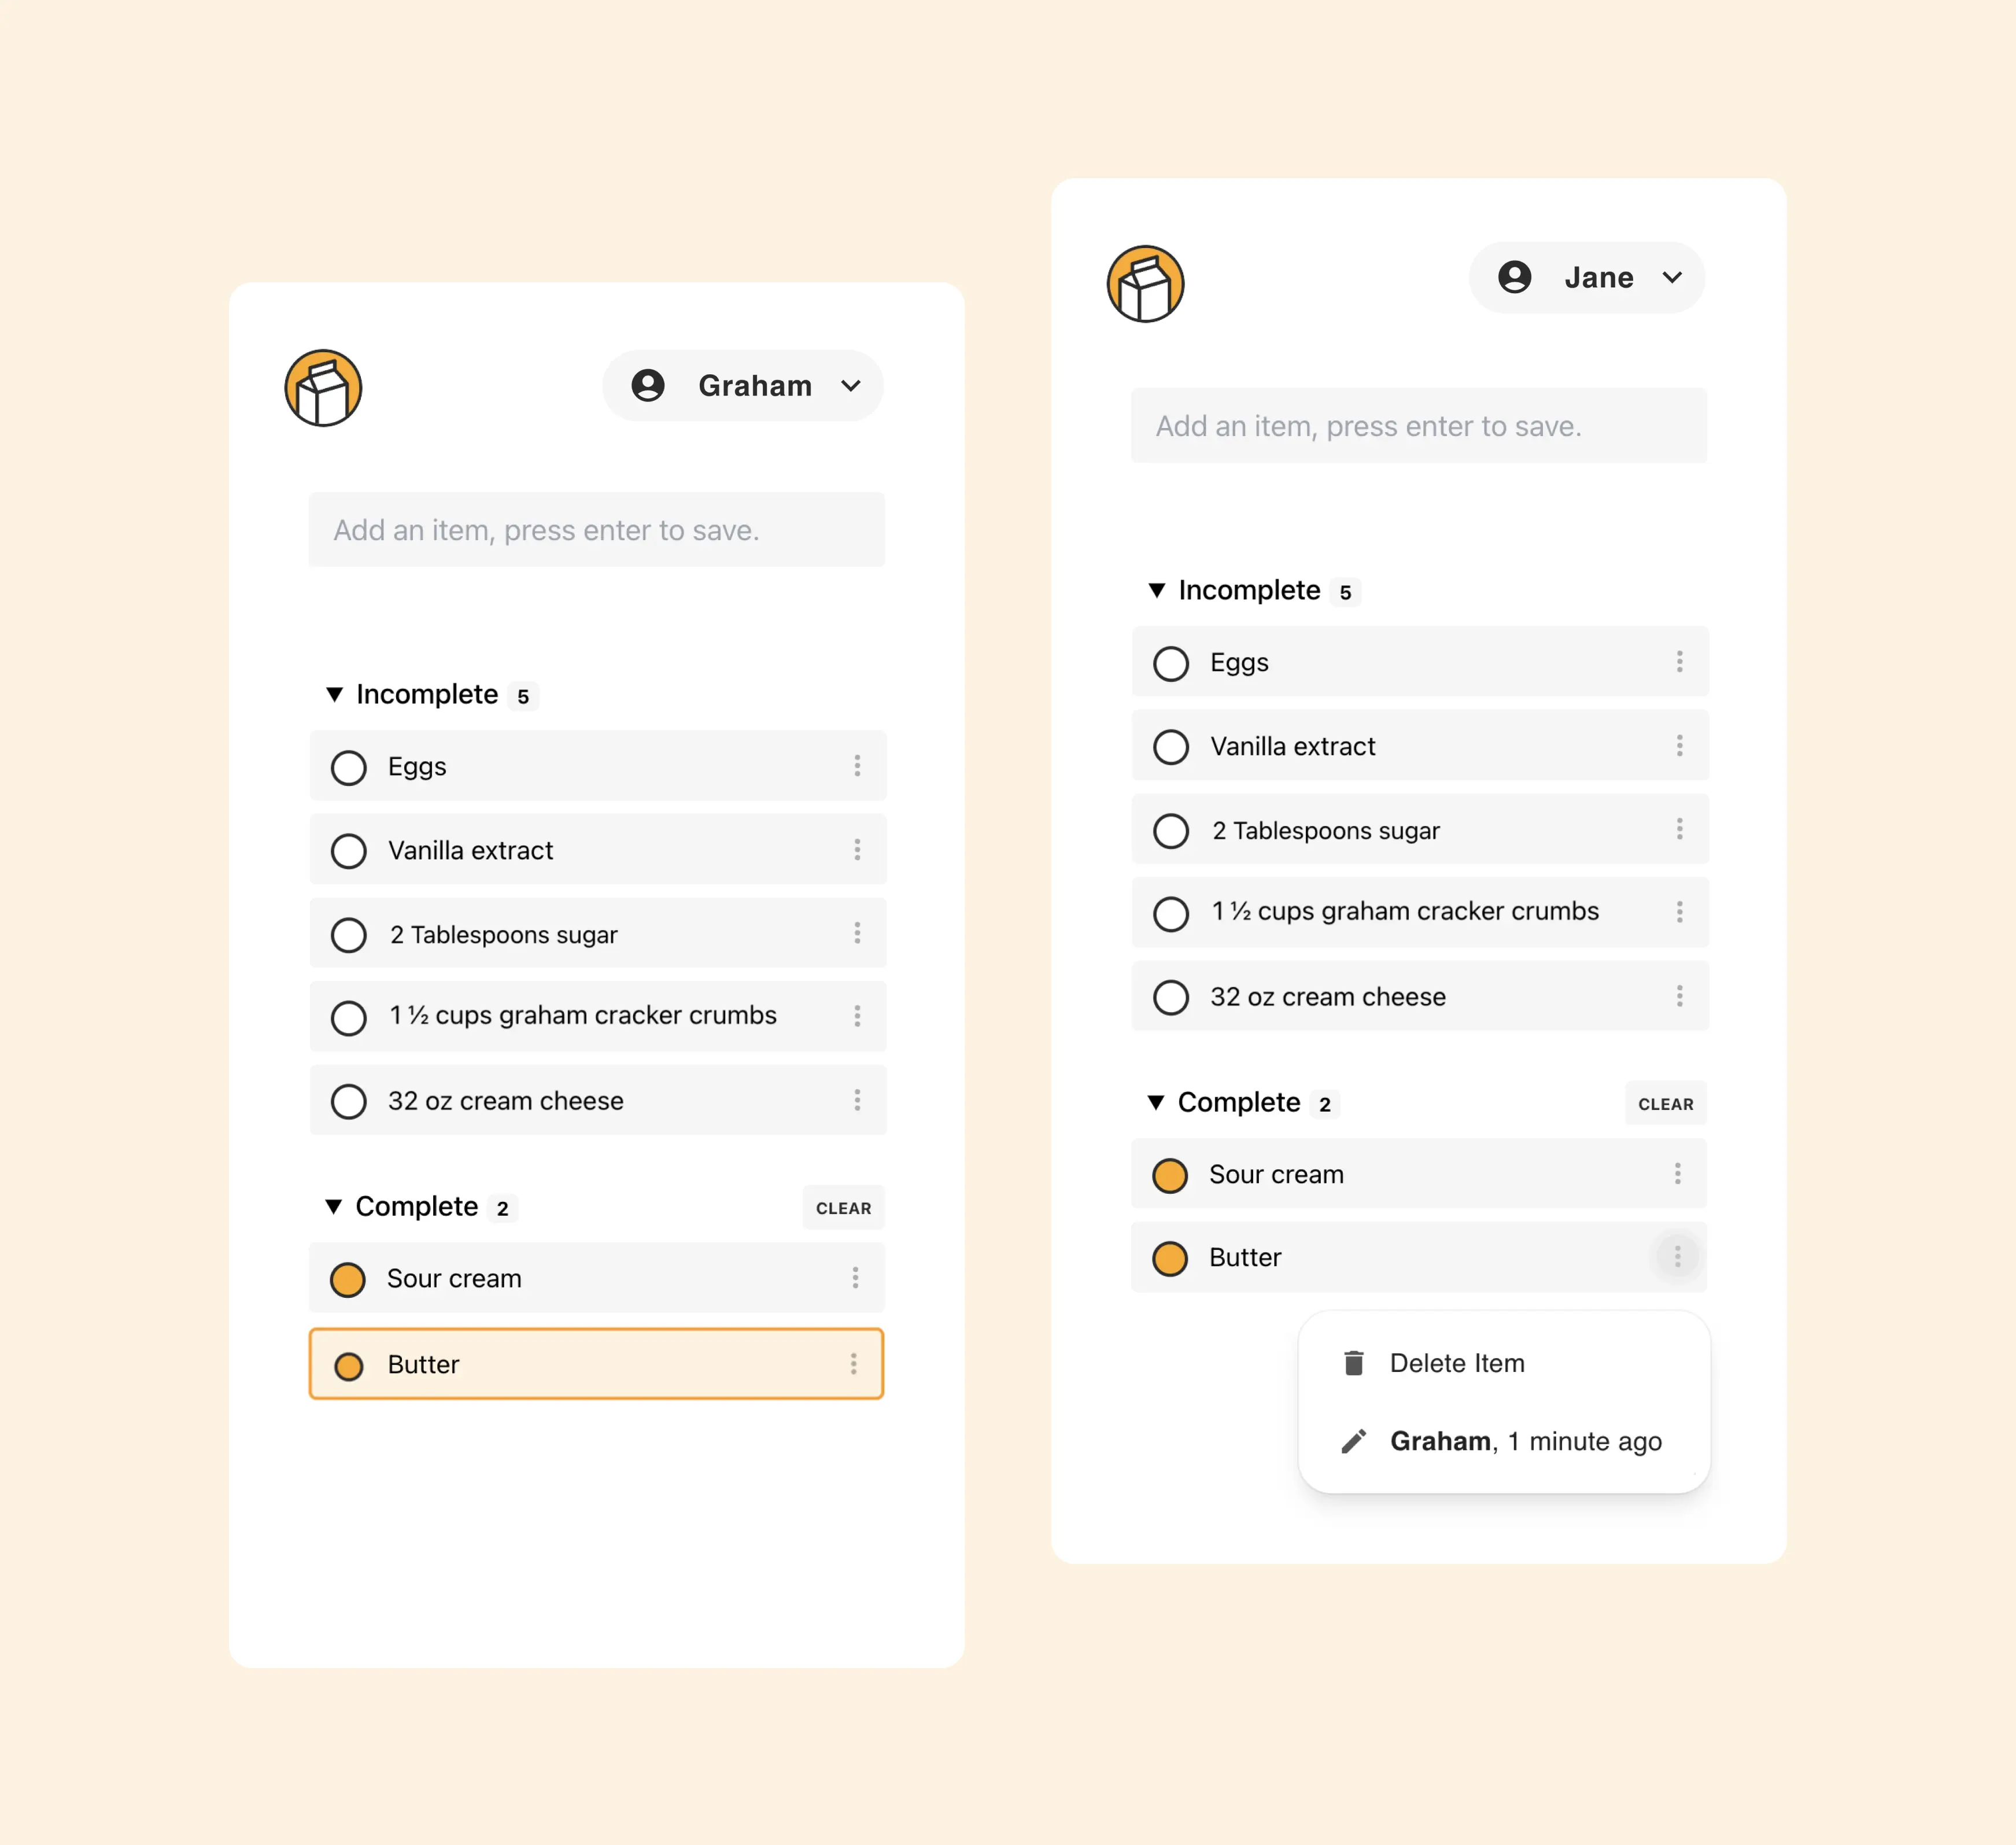 Graham
Add an item, press enter to save.
Incomplete 5
Eggs
Vanilla extract
2 Tablespoons sugar
1 ½ cups graham cracker crumbs
32 oz cream cheese
Complete 2 CLEAR
Sour cream
Butter
Jane
Add an item, press enter to save.
Incomplete 5
Eggs
Vanilla extract
2 Tablespoons sugar
1 ½ cups graham cracker crumbs
32 oz cream cheese
Complete 2 CLEAR
Sour cream
Butter
Delete Item
Graham, 1 minute ago